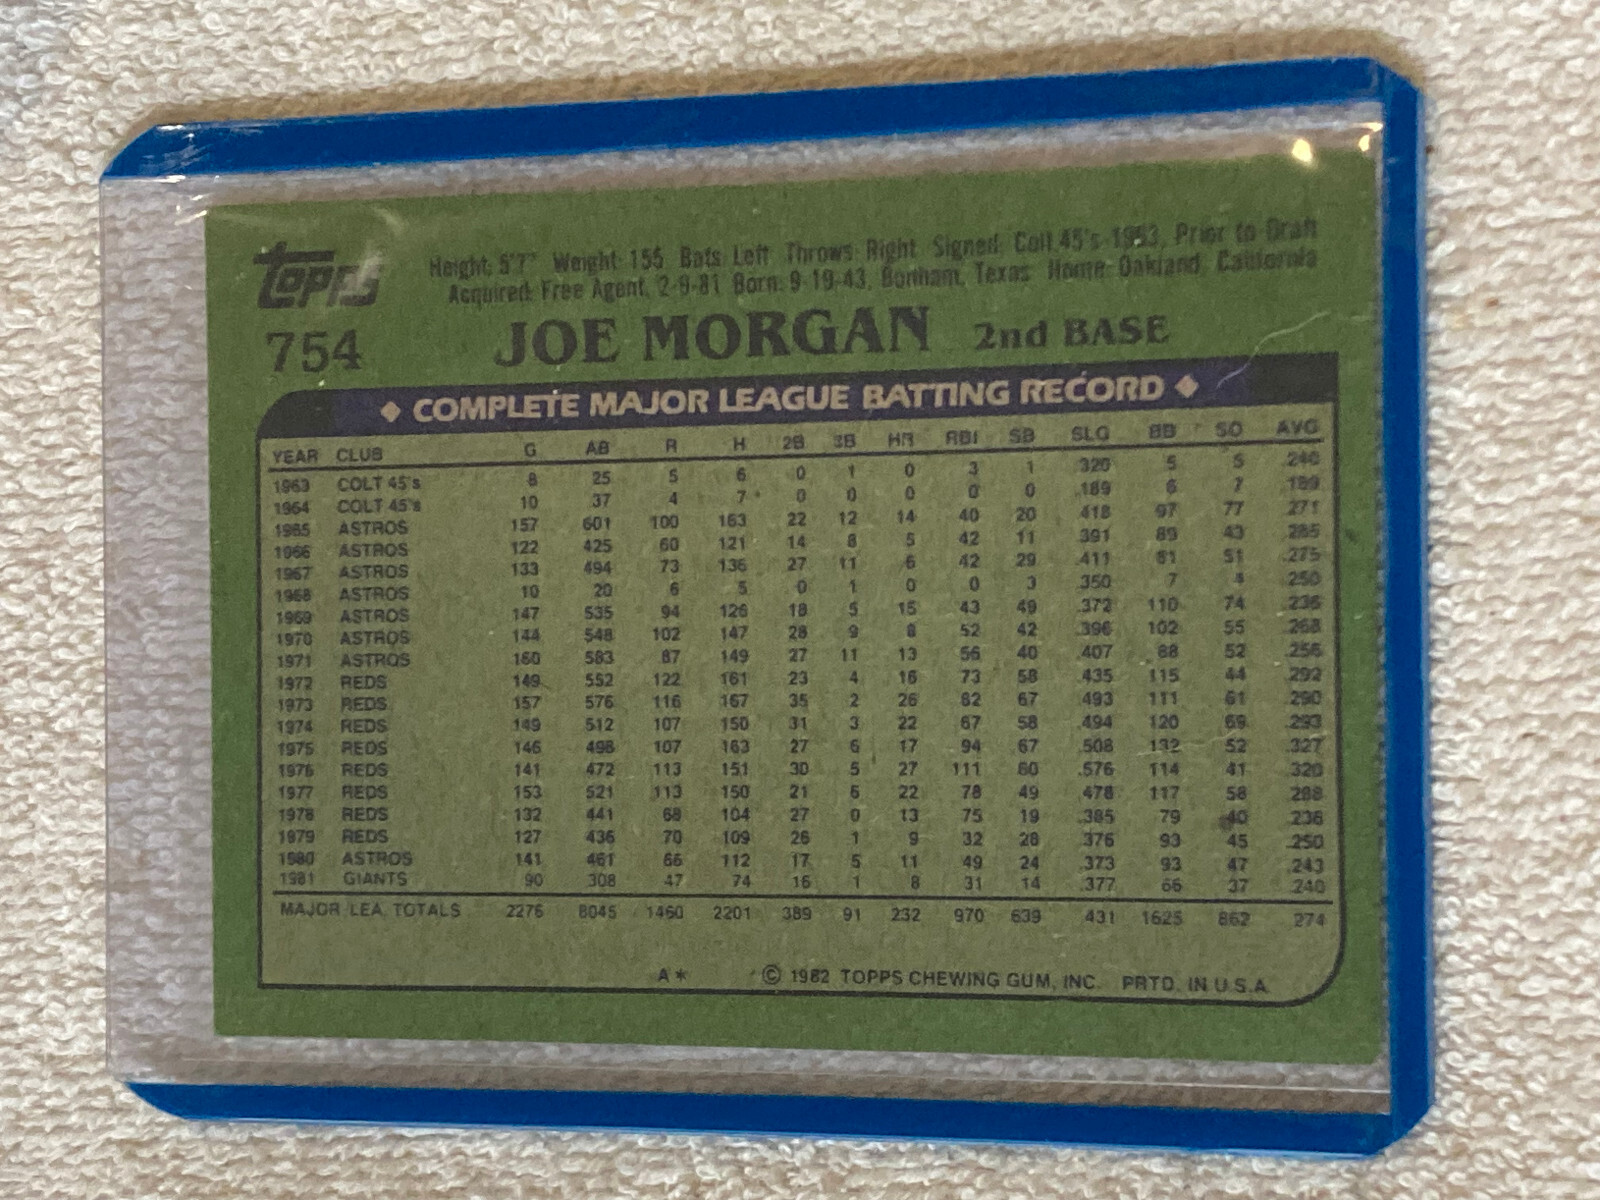 Topps
Height: 5'7" Weight: 155 Bats: Left Throws: Right Signed: Colt 45's-1963, Prior to Draft
Acquired: Free Agent, 2-9-81 Born: 9-19-43, Bonham, Texas Home: Oakland, California
754 JOE MORGAN 2nd BASE
◆ COMPLETE MAJOR LEAGUE BATTING RECORD ◆
YEAR CLUB G AB R H 2B 3B HR RBI SB SLG BB SO AVG
1963 COLT 45's 8 25 5 6 0 1 0 3 1 .320 5 5 .240
1964 COLT 45's 10 37 4 7 0 0 0 0 0 .189 6 7 .189
1965 ASTROS 157 601 100 163 22 12 14 40 20 .418 97 77 .271
1966 ASTROS 122 425 60 121 14 8 5 42 11 .391 89 43 .285
1967 ASTROS 133 494 73 136 27 11 6 42 29 .411 81 51 .275
1968 ASTROS 10 20 6 5 0 1 0 0 3 .350 7 4 .250
1969 ASTROS 147 535 94 126 18 5 15 43 49 .372 110 74 .236
1970 ASTROS 144 548 102 147 28 9 8 52 42 .396 102 55 .268
1971 ASTROS 160 583 87 149 27 11 13 56 40 .407 88 52 .256
1972 REDS 149 552 122 161 23 4 16 73 58 .435 115 44 .292
1973 REDS 157 576 116 167 35 2 26 82 67 .493 111 61 .290
1974 REDS 149 512 107 150 31 3 22 67 58 .494 120 69 .293
1975 REDS 146 498 107 163 27 6 17 94 67 .508 132 52 .327
1976 REDS 141 472 113 151 30 5 27 111 60 .576 114 41 .320
1977 REDS 153 521 113 150 21 6 22 78 49 .478 117 58 .288
1978 REDS 132 441 68 104 27 0 13 75 19 .385 79 40 .236
1979 REDS 127 436 70 109 26 1 9 32 28 .376 93 45 .250
1980 ASTROS 141 461 66 112 17 5 11 49 24 .373 93 47 .243
1981 GIANTS 90 308 47 74 16 1 8 31 14 .377 66 37 .240
MAJOR LEA. TOTALS 2276 8045 1460 2201 389 91 232 970 639 .431 1625 862 .274
A* © 1982 TOPPS CHEWING GUM, INC. PRTD. IN U.S.A.